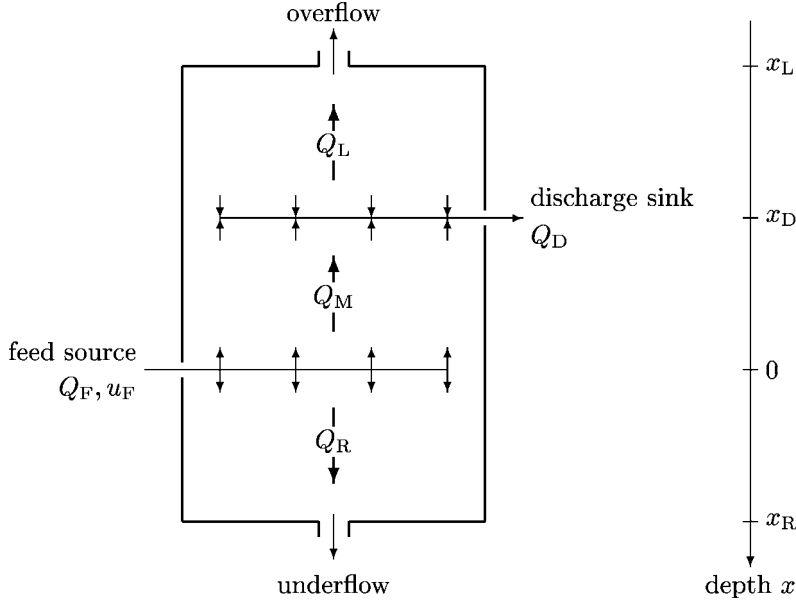 overflow
x_L
Q_L
discharge sink
x_D
Q_D
Q_M
feed source
0
Q_F, u_F
Q_R
x_R
underflow
depth x